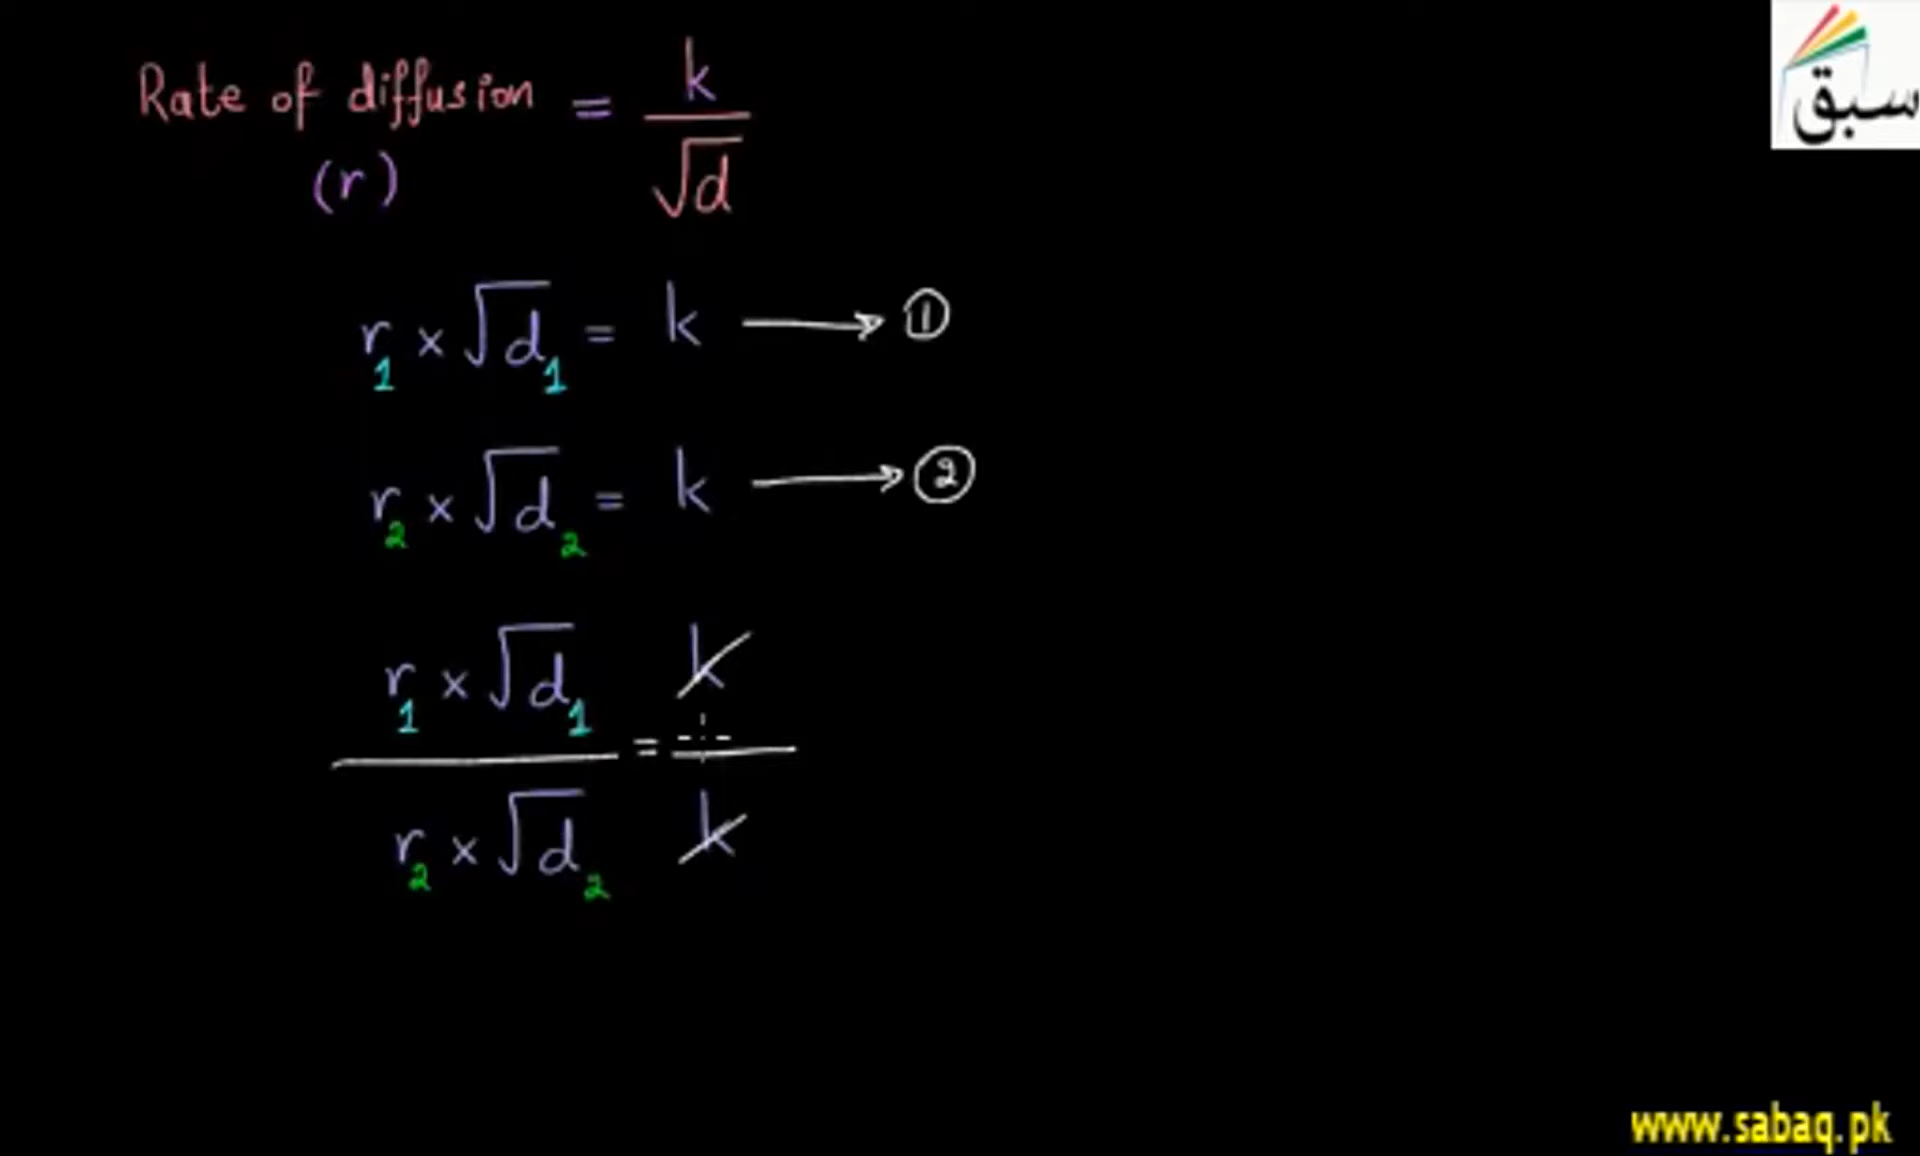 سبق
Rate of diffusion = k / √d
(r)
r₁ × √d₁ = k → ①
r₂ × √d₂ = k → ②
r₁ × √d₁ / r₂ × √d₂ = k / k
www.sabaq.pk